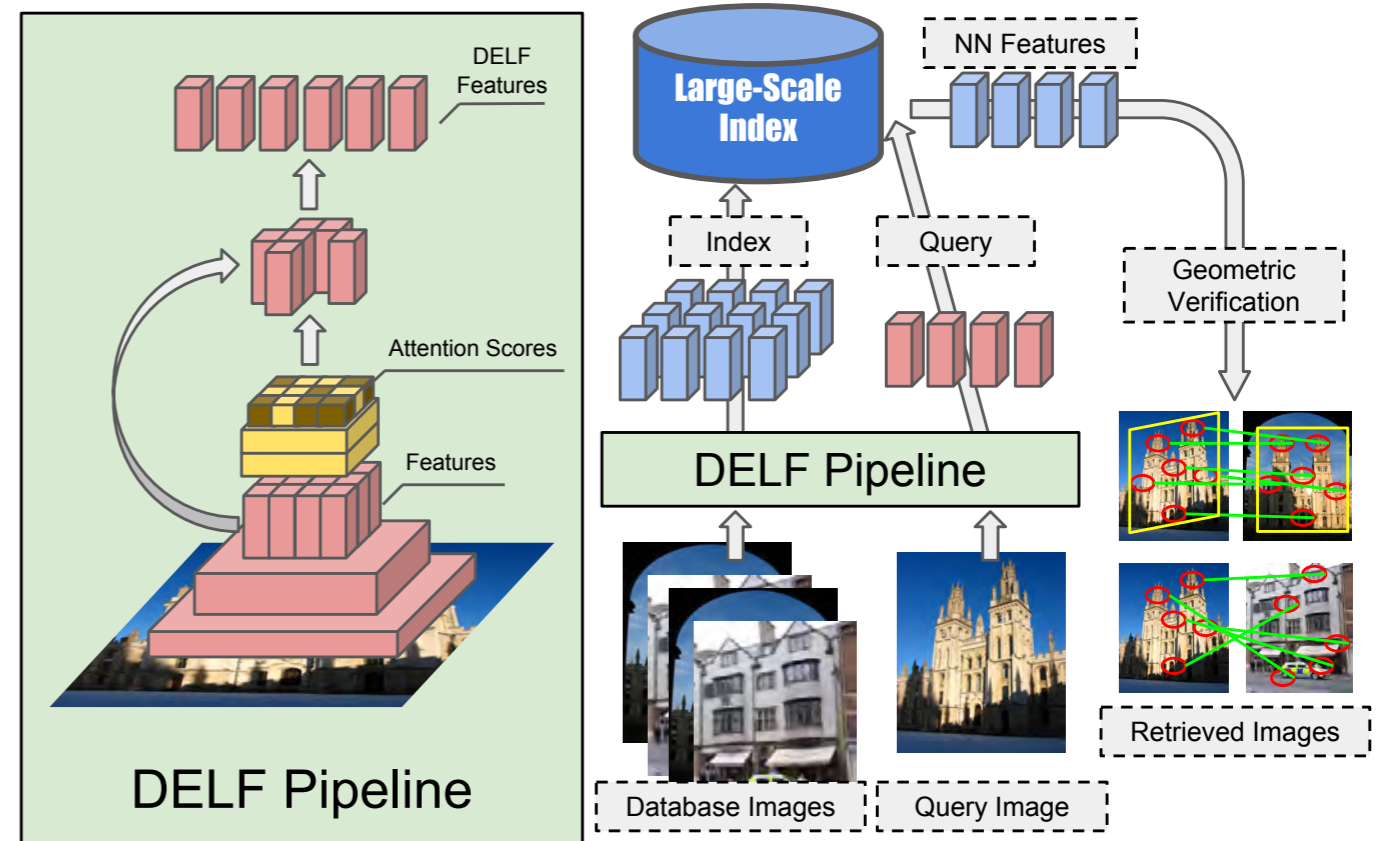 DELF
Features
Attention Scores
Features
DELF Pipeline
Large-Scale
Index
NN Features
Index
Query
Geometric
Verification
DELF Pipeline
Database Images
Query Image
Retrieved Images